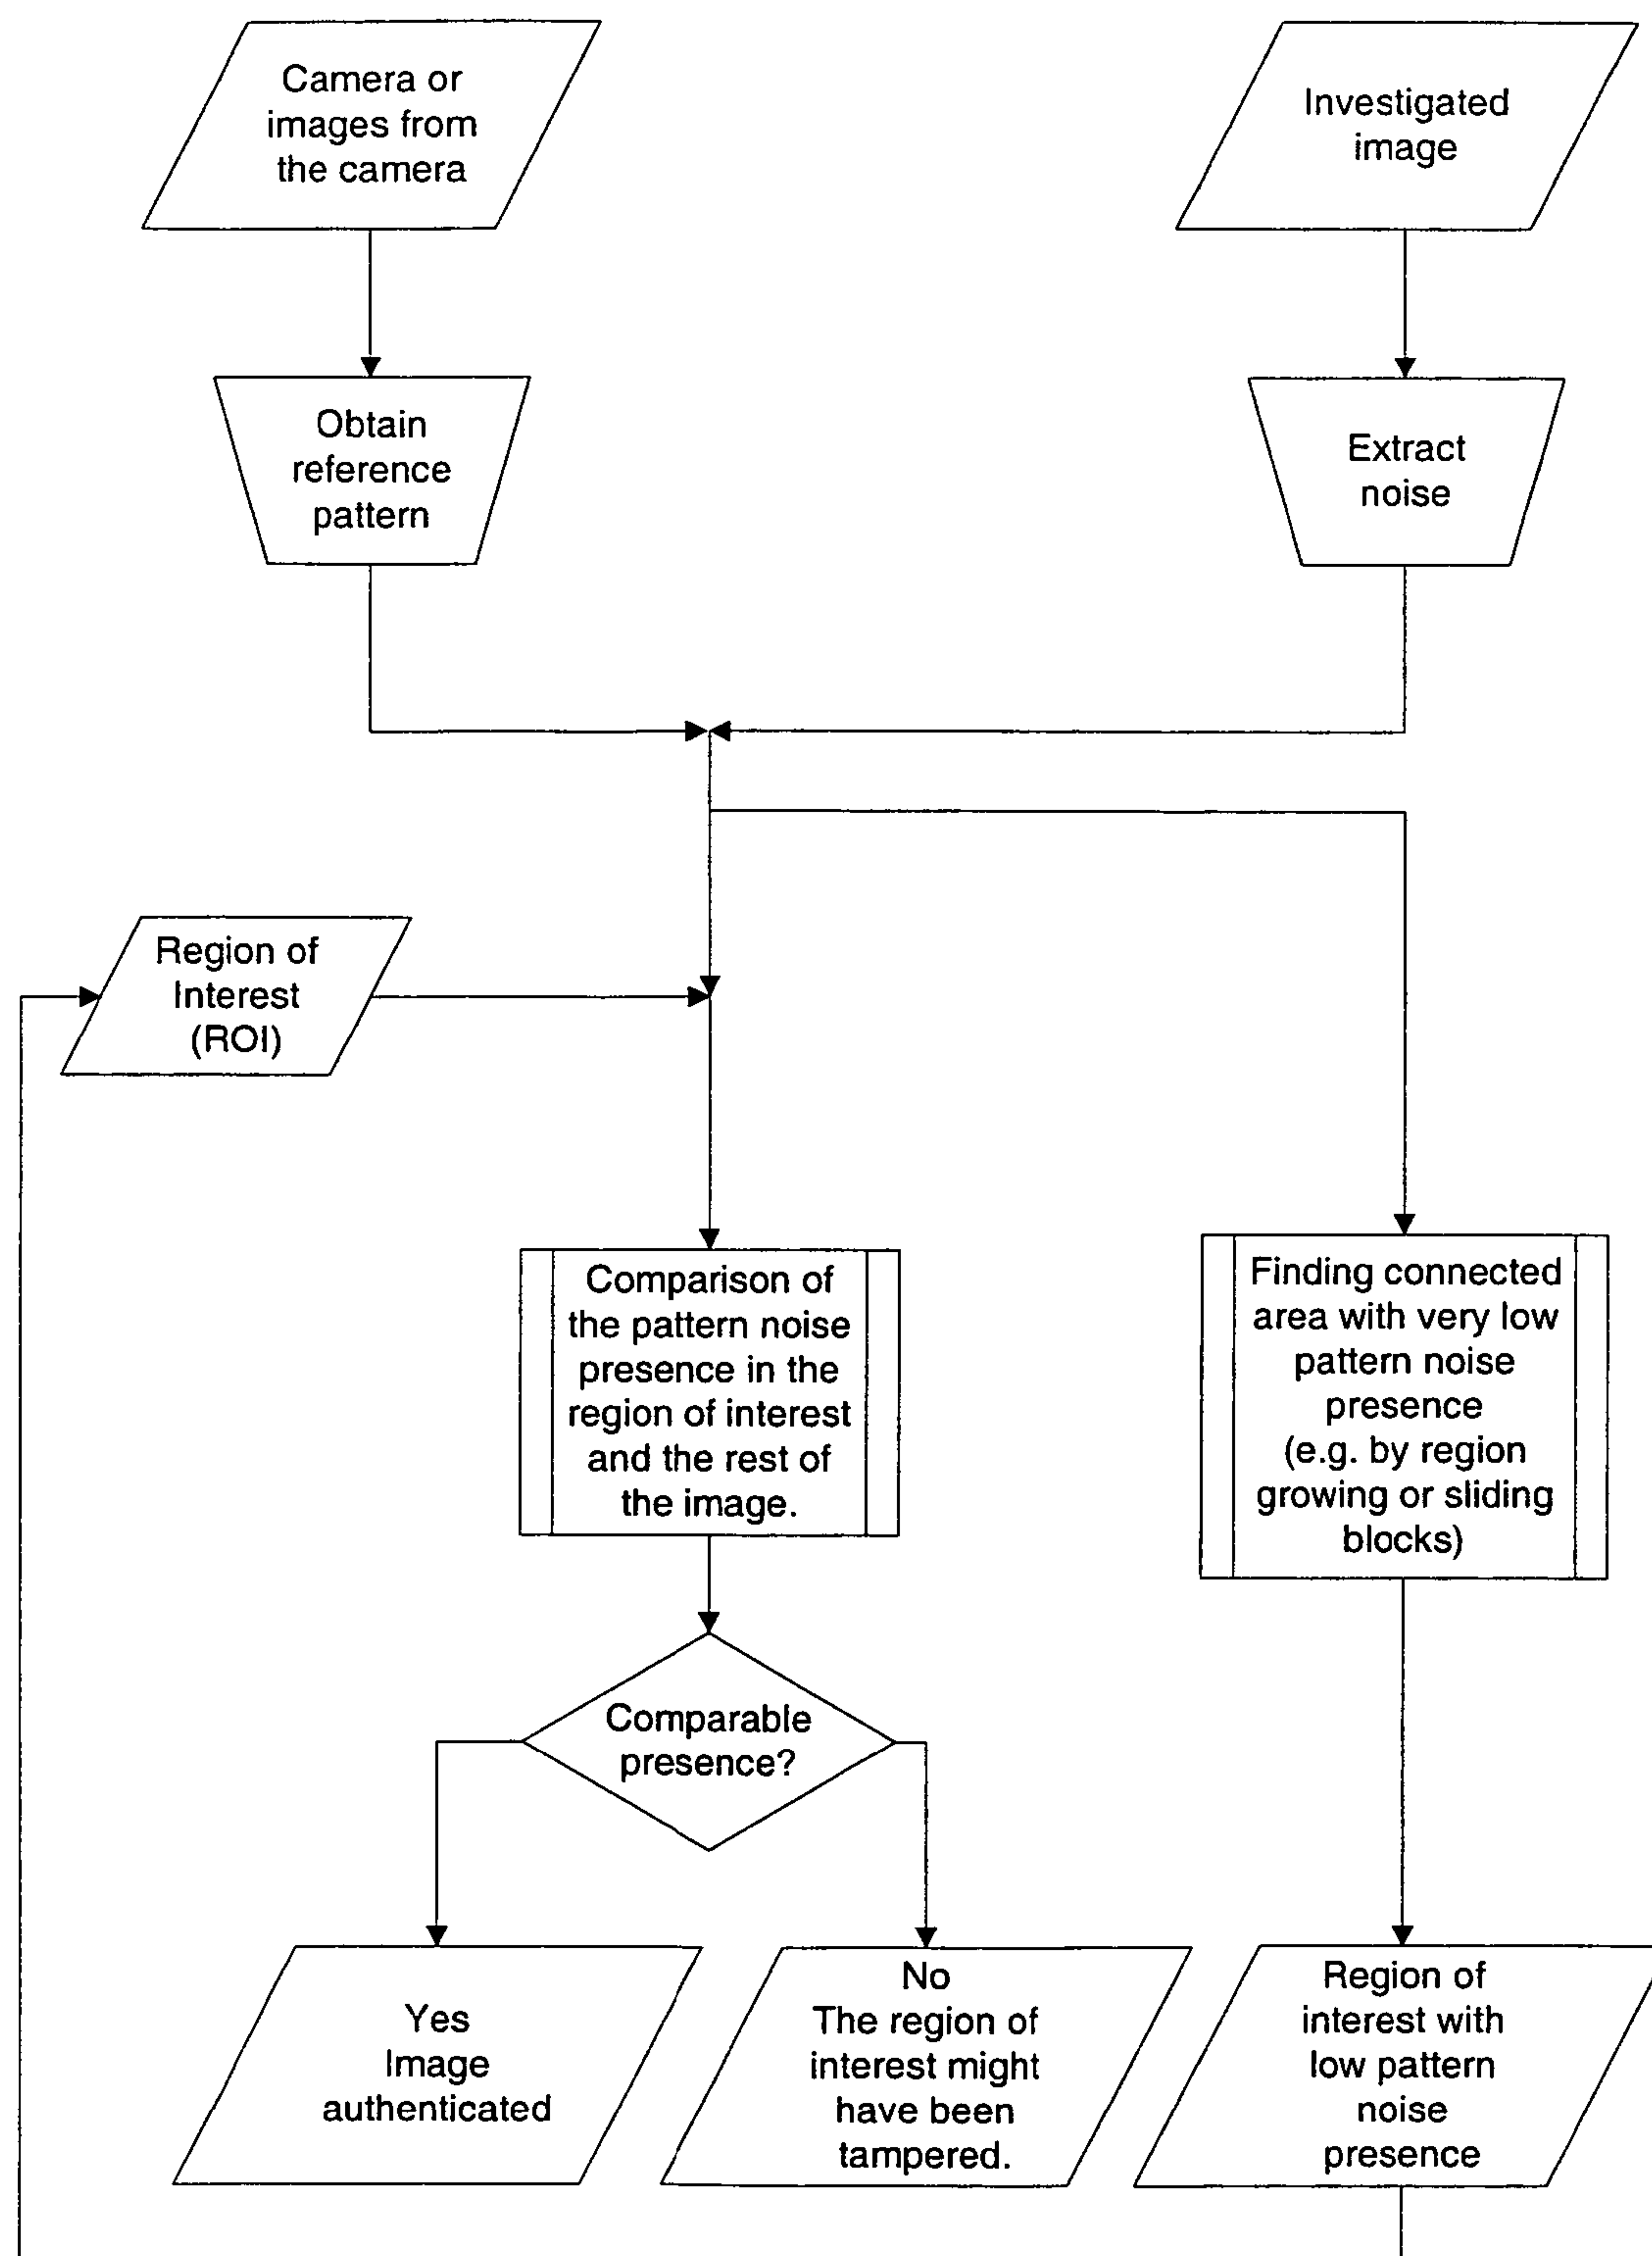 Camera or
images from
the camera
Investigated
image
Obtain
reference
pattern
Extract
noise
Region of
Interest
(ROI)
Comparison of
the pattern noise
presence in the
region of interest
and the rest of
the image.
Finding connected
area with very low
pattern noise
presence
(e.g. by region
growing or sliding
blocks)
Comparable
presence?
Yes
Image
authenticated
No
The region of
interest might
have been
tampered.
Region of
interest with
low pattern
noise
presence